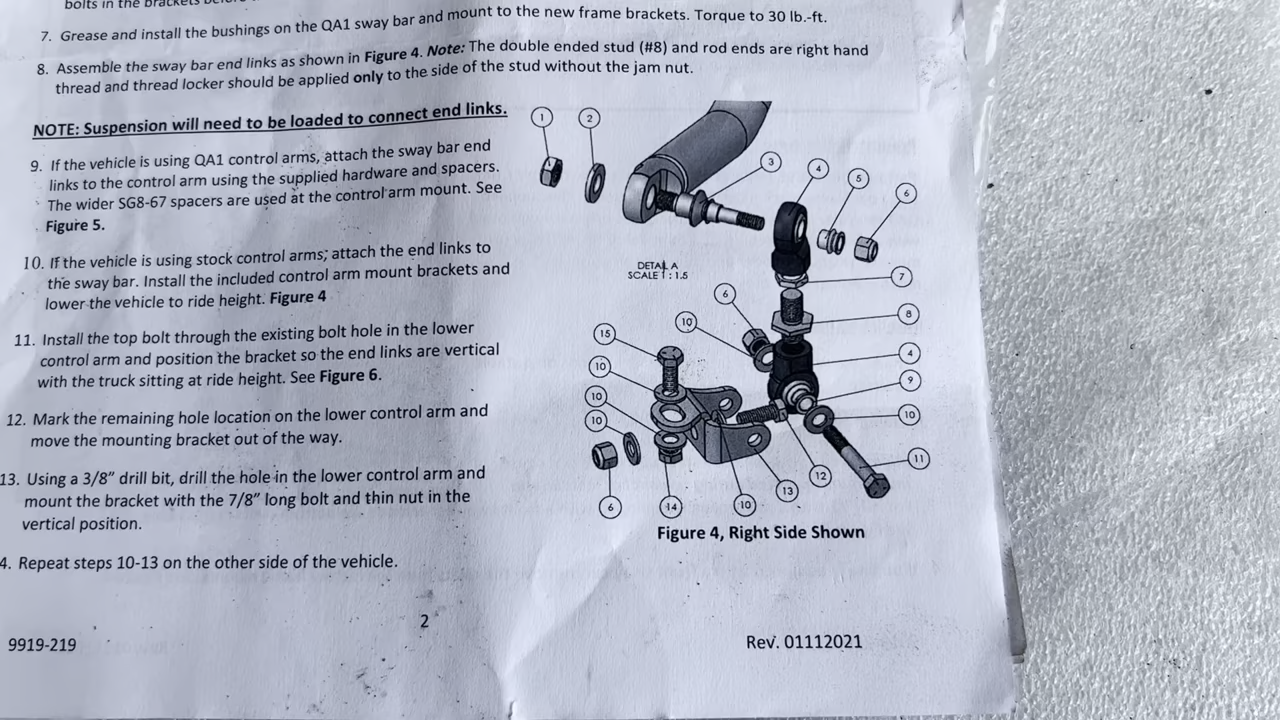 bolts in the brackets
7. Grease and install the bushings on the QA1 sway bar and mount to the new frame brackets. Torque to 30 lb.-ft.
8. Assemble the sway bar end links as shown in Figure 4. Note: The double ended stud (#8) and rod ends are right hand
thread and thread locker should be applied only to the side of the stud without the jam nut.
NOTE: Suspension will need to be loaded to connect end links.
9. If the vehicle is using QA1 control arms, attach the sway bar end
links to the control arm using the supplied hardware and spacers.
The wider SG8-67 spacers are used at the control arm mount. See
Figure 5.
10. If the vehicle is using stock control arms, attach the end links to
the sway bar. Install the included control arm mount brackets and
lower the vehicle to ride height. Figure 4
11. Install the top bolt through the existing bolt hole in the lower
control arm and position the bracket so the end links are vertical
with the truck sitting at ride height. See Figure 6.
12. Mark the remaining hole location on the lower control arm and
move the mounting bracket out of the way.
13. Using a 3/8" drill bit, drill the hole in the lower control arm and
mount the bracket with the 7/8" long bolt and thin nut in the
vertical position.
4. Repeat steps 10-13 on the other side of the vehicle.
1
2
3
4
5
6
DETAIL A
SCALE 1 : 1.5
7
6
10
8
15
4
10
9
10
10
10
11
12
13
6
14
10
Figure 4, Right Side Shown
2
9919-219
Rev. 01112021